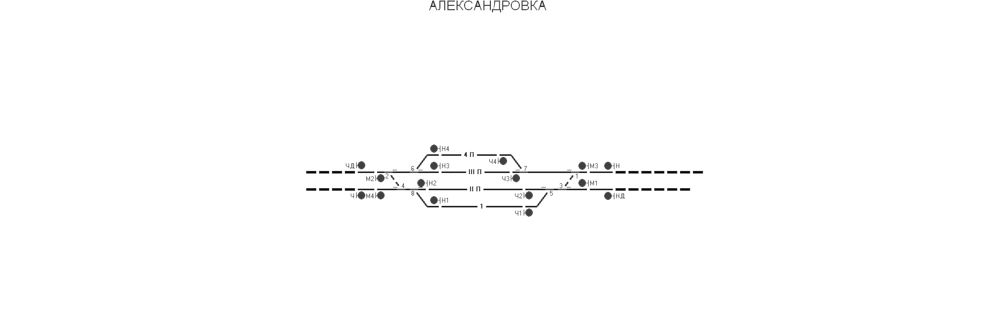 АЛЕКСАНДРОВКА
Н4
4 П
Ч4
ЧД
6
Н3
III П
7
М3
Н
2
М2
Ч3
1
Н2
М1
4
II П
3
Ч
М4
8
Ч2
5
НД
Н1
1
Ч1